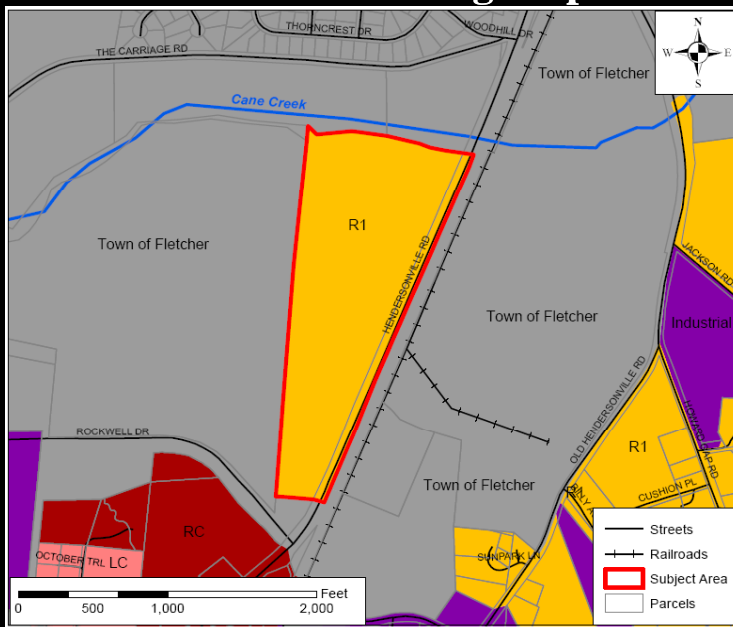 THORNCREST DR
WOODHILL DR
THE CARRIAGE RD
N
W E
S
Town of Fletcher
Cane Creek
R1
Town of Fletcher
HENDERSONVILLE RD
JACKSON RD
Industrial
Town of Fletcher
OLD HENDERSONVILLE RD
R1
ROCKWELL DR
Town of Fletcher
CUSHION PL
RC
OCTOBER TRL
LC
SUNPARK LN
Streets
Railroads
Subject Area
Parcels
Feet
0 500 1,000 2,000